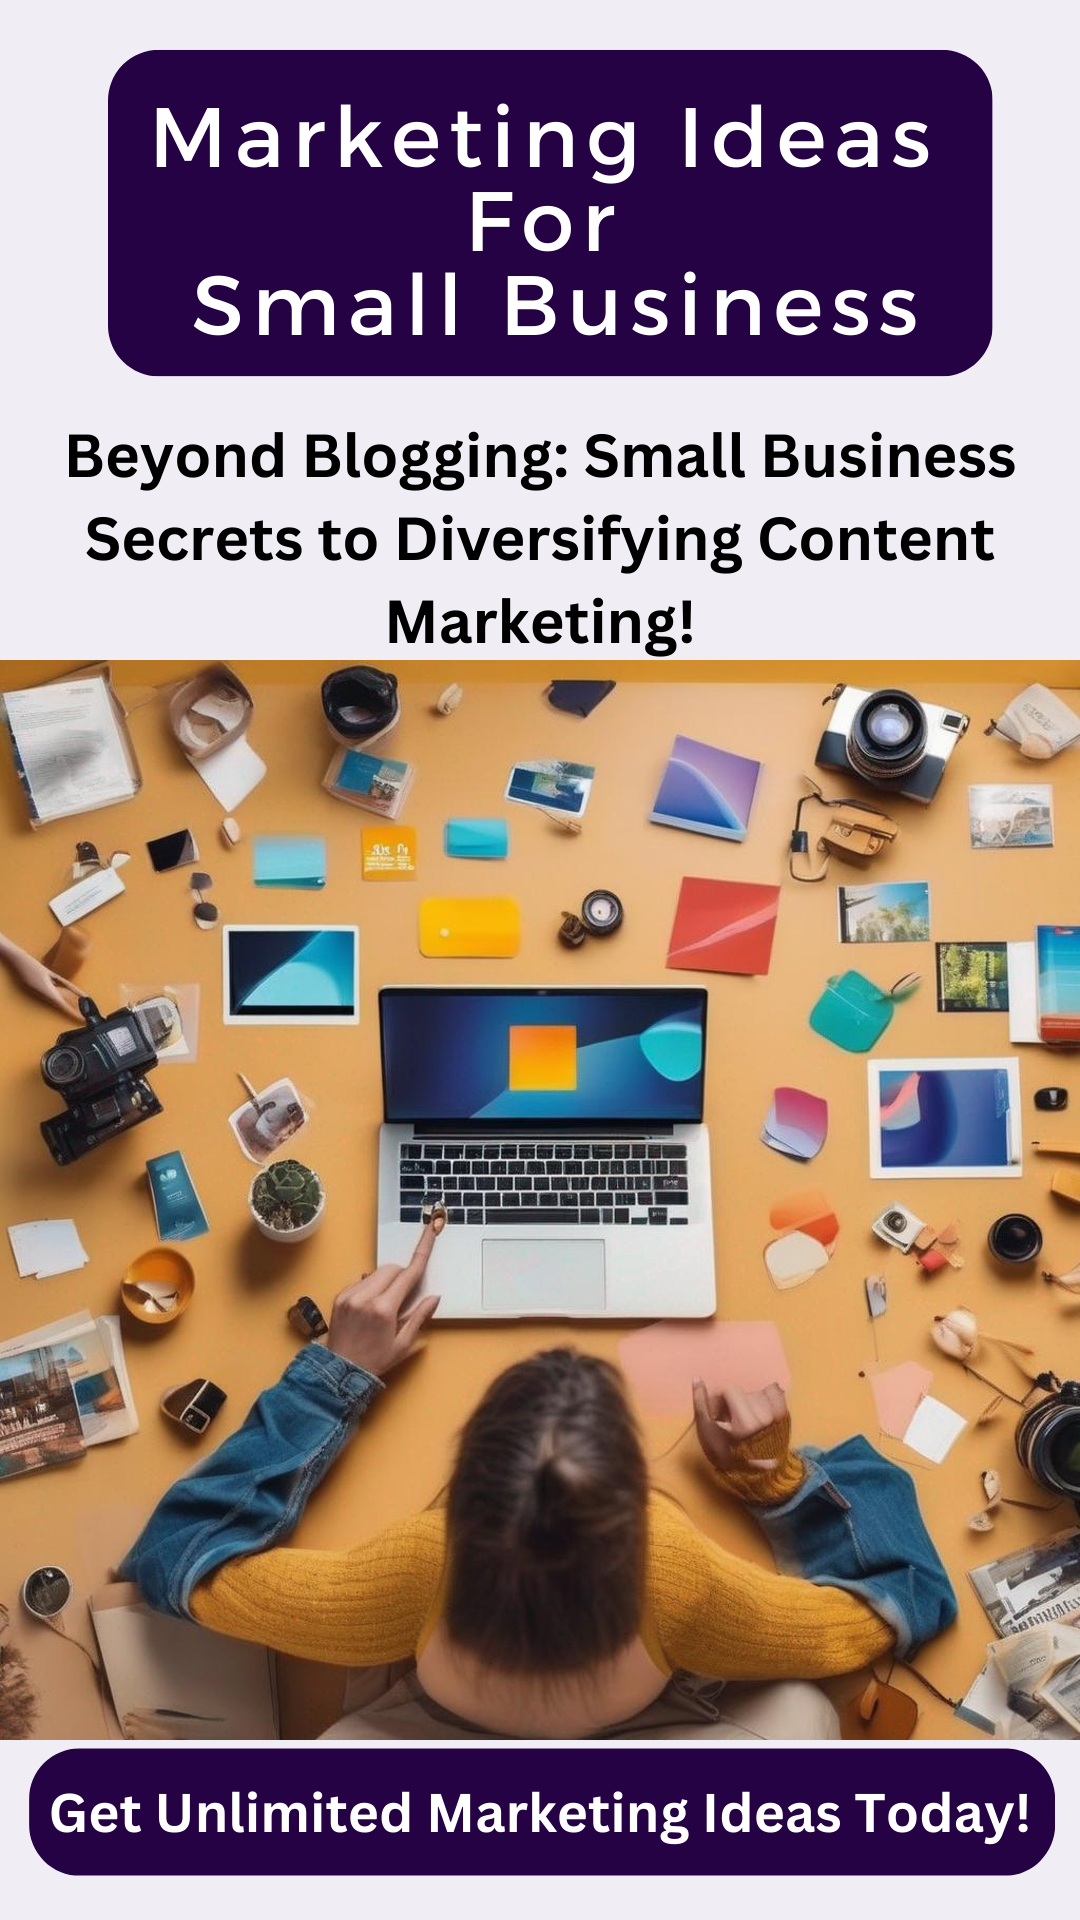 Marketing Ideas
For
Small Business
Beyond Blogging: Small Business
Secrets to Diversifying Content
Marketing!
Get Unlimited Marketing Ideas Today!